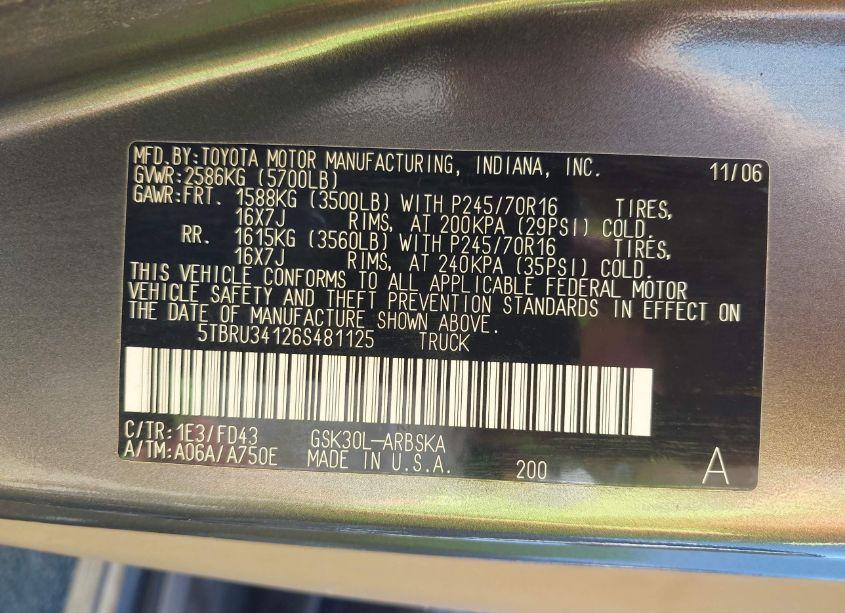 MFD.BY:TOYOTA MOTOR MANUFACTURING, INDIANA, INC. 11/06
GVWR:2586KG (5700LB)
GAWR:FRT. 1588KG (3500LB) WITH P245/70R16 TIRES,
16X7J RIMS, AT 200KPA (29PSI) COLD.
RR. 1615KG (3560LB) WITH P245/70R16 TIRES,
16X7J RIMS, AT 240KPA (35PSI) COLD.
THIS VEHICLE CONFORMS TO ALL APPLICABLE FEDERAL MOTOR
VEHICLE SAFETY AND THEFT PREVENTION STANDARDS IN EFFECT ON
THE DATE OF MANUFACTURE SHOWN ABOVE.
5TBRU34126S481125 TRUCK
C/TR:1E3/FD43 GSK30L-ARBSKA
A/TM:A06A/A750E MADE IN U.S.A. 200 A